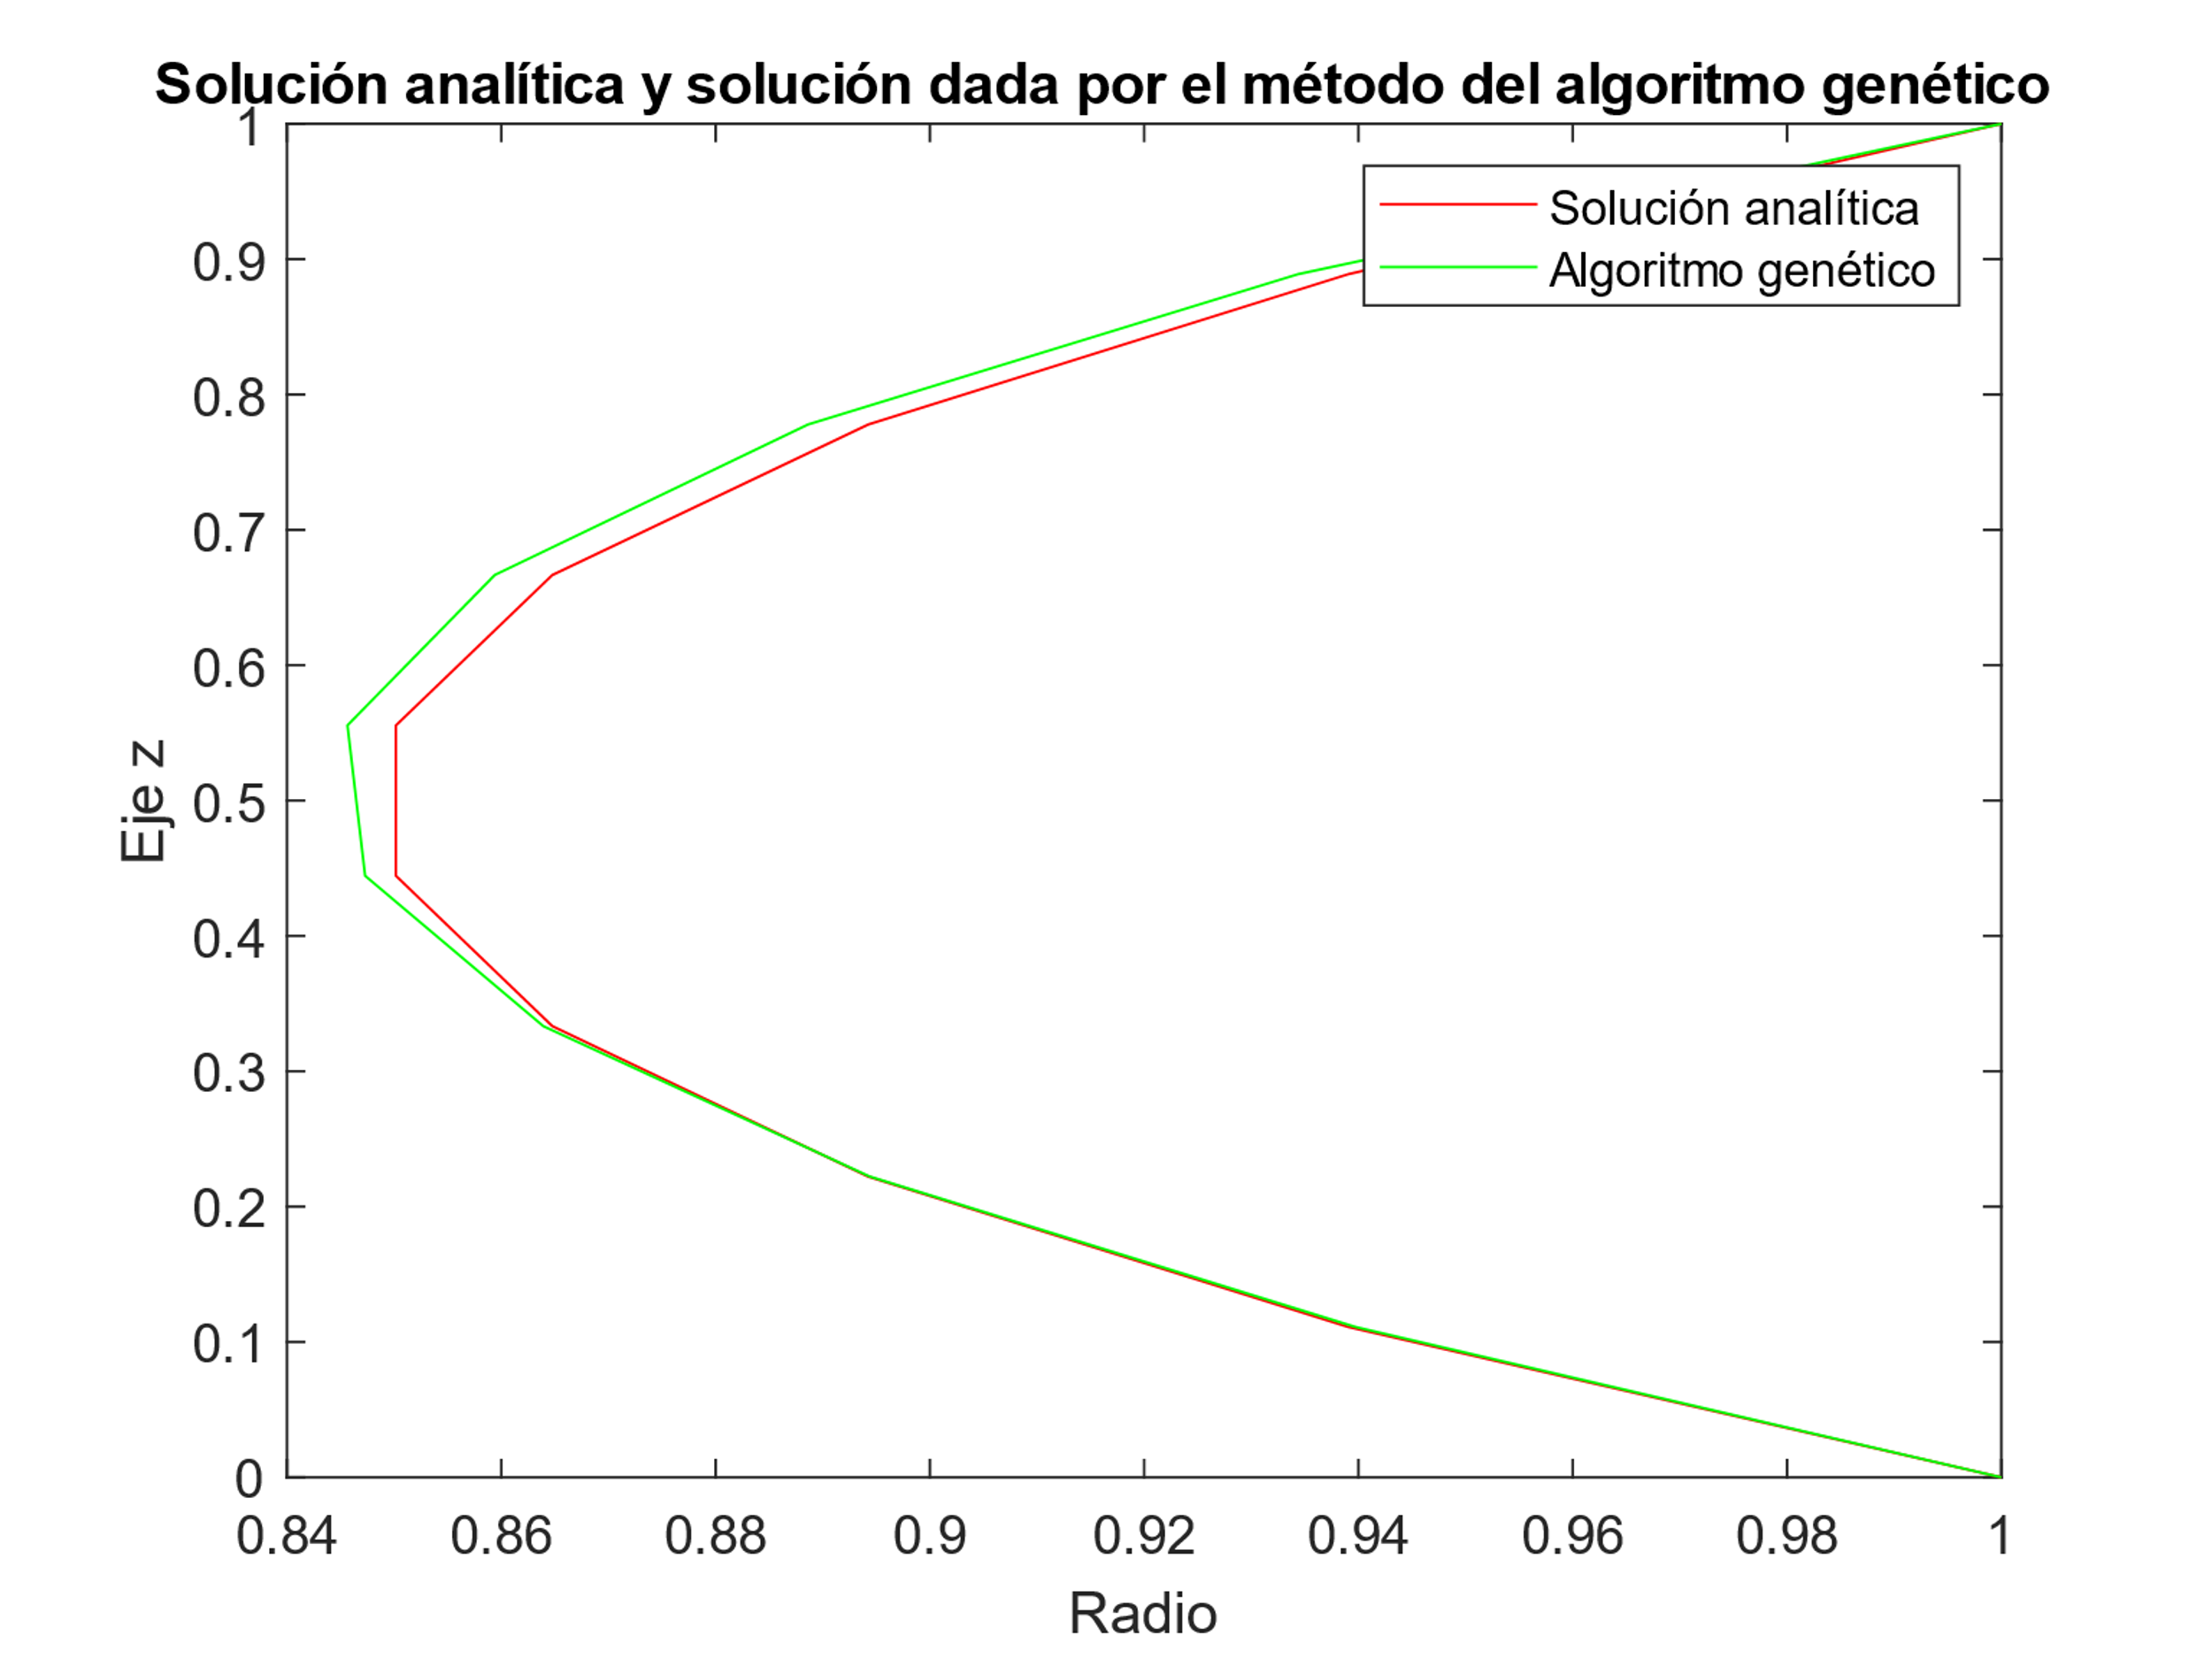 Solución analítica y solución dada por el método del algoritmo genético
1
Solución analítica
0.9
Algoritmo genético
0.8
0.7
0.6
Eje z
0.5
0.4
0.3
0.2
0.1
0
0.84 0.86 0.88 0.9 0.92 0.94 0.96 0.98 1
Radio